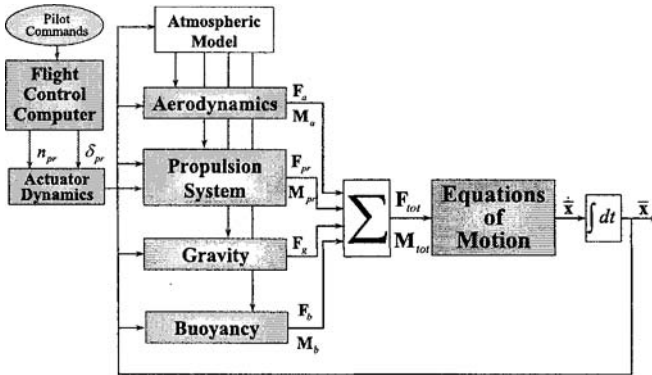 Pilot
Commands
Flight
Control
Computer
n_pr δ_pr
Actuator
Dynamics
Atmospheric
Model
Aerodynamics
F_a
M_a
Propulsion
System
F_pr
M_pr
Gravity
F_g
Buoyancy
F_b
M_b
∑
F_tot
M_tot
Equations
of
Motion
ẋ̄
∫ dt
x̄